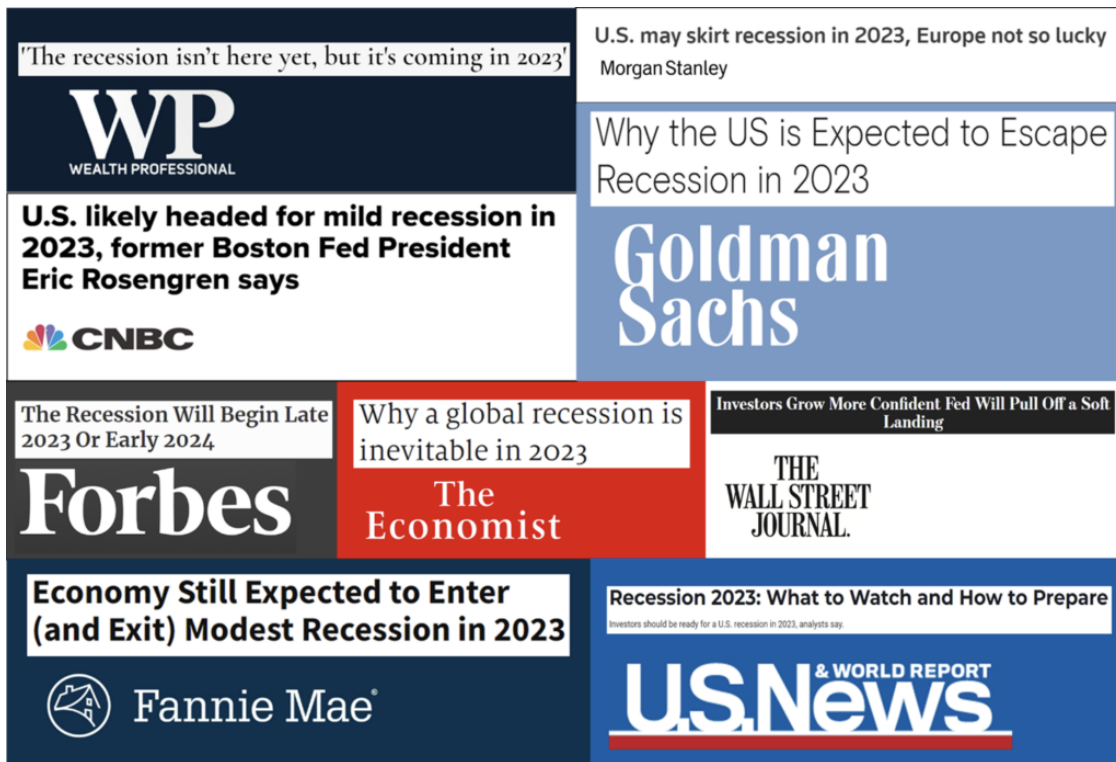 'The recession isn't here yet, but it's coming in 2023'
WP
WEALTH PROFESSIONAL
U.S. may skirt recession in 2023, Europe not so lucky
Morgan Stanley
Why the US is Expected to Escape
Recession in 2023
Goldman
Sachs
U.S. likely headed for mild recession in
2023, former Boston Fed President
Eric Rosengren says
CNBC
The Recession Will Begin Late
2023 Or Early 2024
Forbes
Why a global recession is
inevitable in 2023
The
Economist
Investors Grow More Confident Fed Will Pull Off a Soft
Landing
THE
WALL STREET
JOURNAL.
Economy Still Expected to Enter
(and Exit) Modest Recession in 2023
Fannie Mae®
Recession 2023: What to Watch and How to Prepare
Investors should be ready for a U.S. recession in 2023, analysts say.
& WORLD REPORT
U.S.News